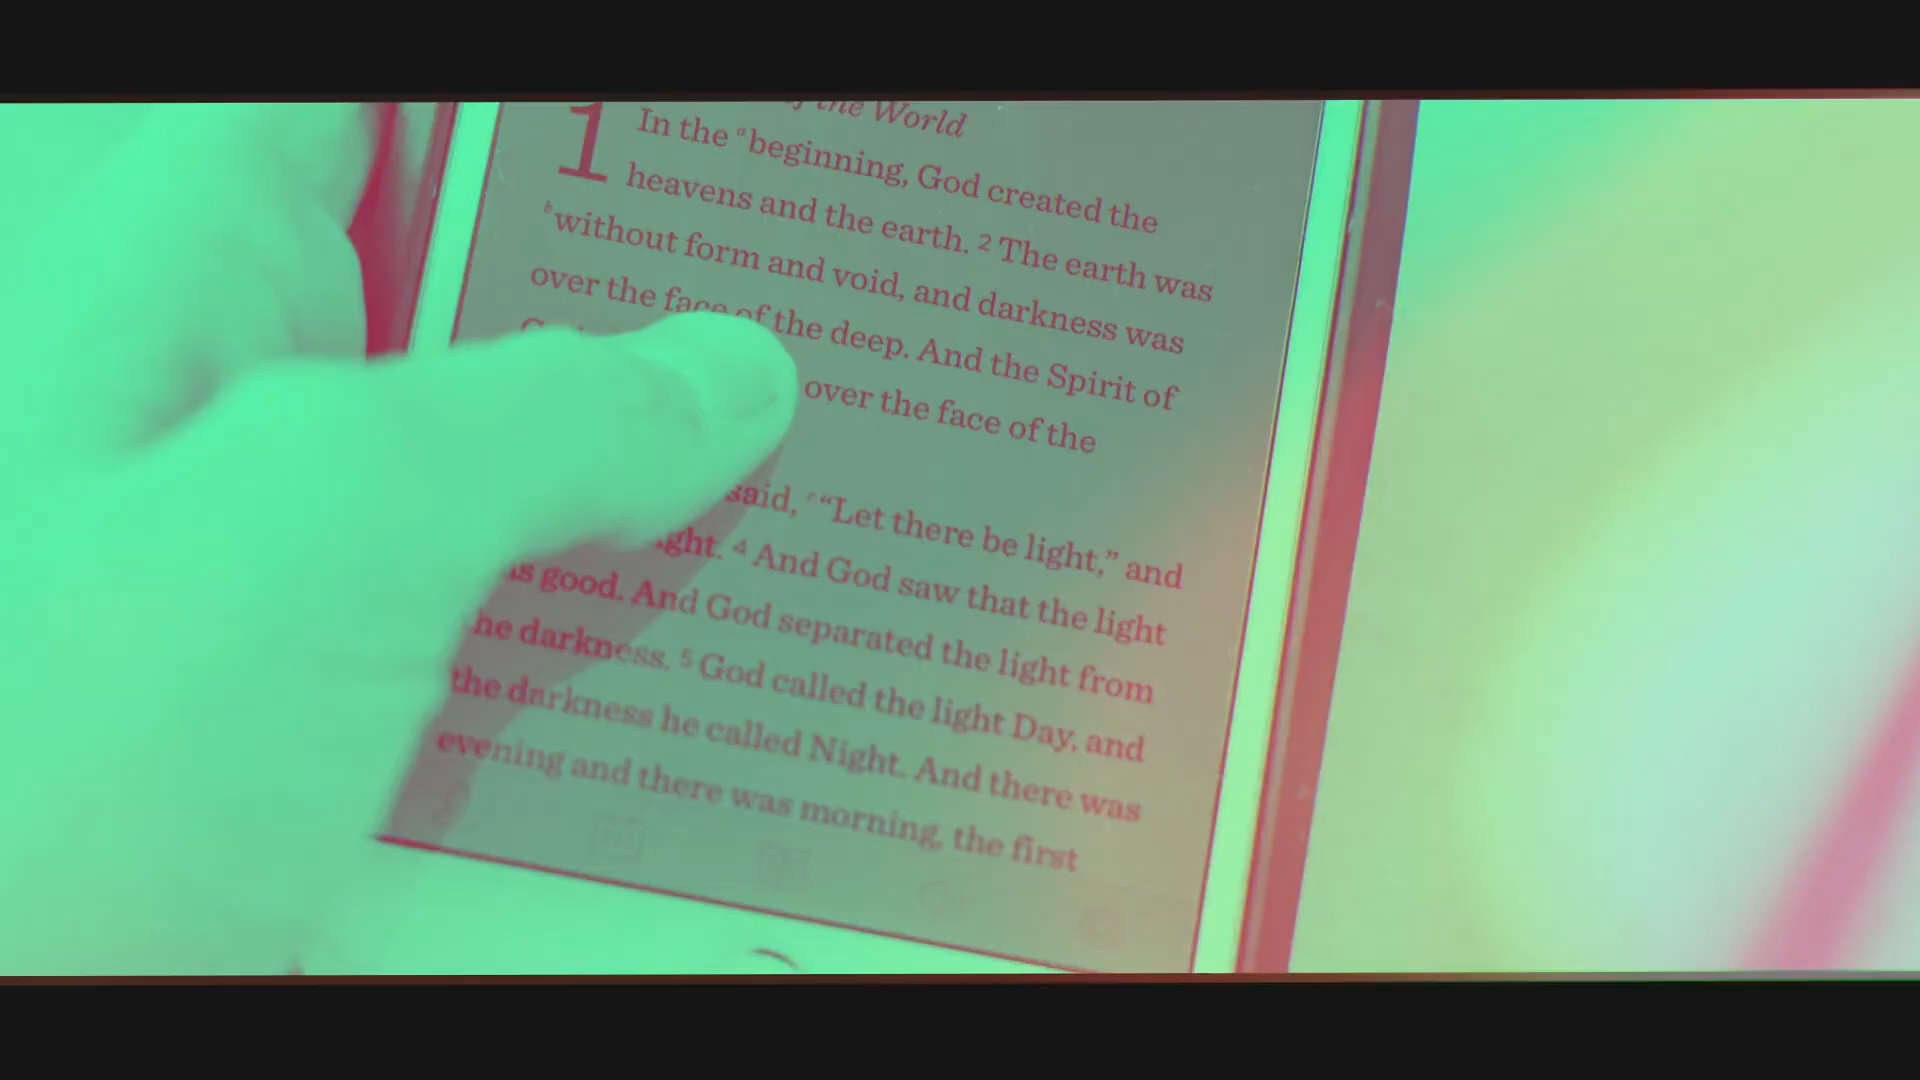 the World
1 In the ᵃbeginning, God created the
heavens and the earth. 2 The earth was
ᵇwithout form and void, and darkness was
over the face of the deep. And the Spirit of
over the face of the
said, ᶜ“Let there be light,” and
4 And God saw that the light
good. And God separated the light from
darkness. 5 God called the light Day, and
the darkness he called Night. And there was
evening and there was morning, the first